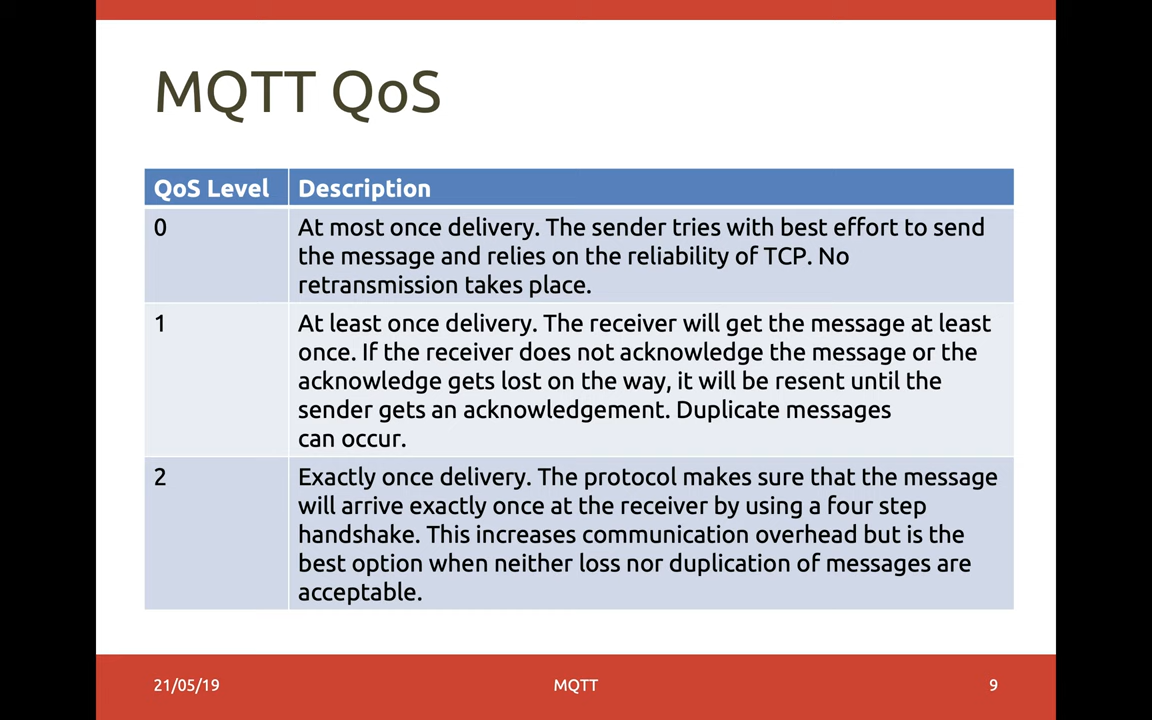 MQTT QoS
QoS Level Description
0 At most once delivery. The sender tries with best effort to send
the message and relies on the reliability of TCP. No
retransmission takes place.
1 At least once delivery. The receiver will get the message at least
once. If the receiver does not acknowledge the message or the
acknowledge gets lost on the way, it will be resent until the
sender gets an acknowledgement. Duplicate messages
can occur.
2 Exactly once delivery. The protocol makes sure that the message
will arrive exactly once at the receiver by using a four step
handshake. This increases communication overhead but is the
best option when neither loss nor duplication of messages are
acceptable.
21/05/19 MQTT 9